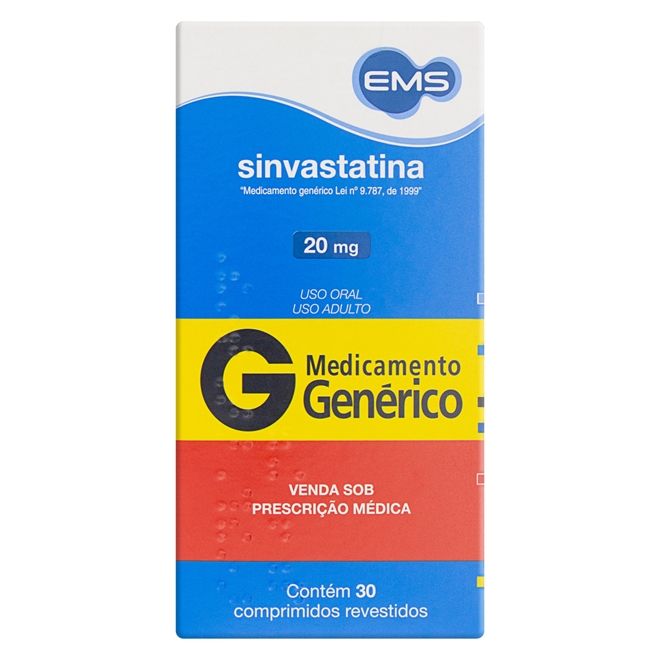 EMS
sinvastatina
"Medicamento genérico Lei nº 9.787, de 1999"
20 mg
USO ORAL
USO ADULTO
G
Medicamento
Genérico
VENDA SOB
PRESCRIÇÃO MÉDICA
Contém 30
comprimidos revestidos